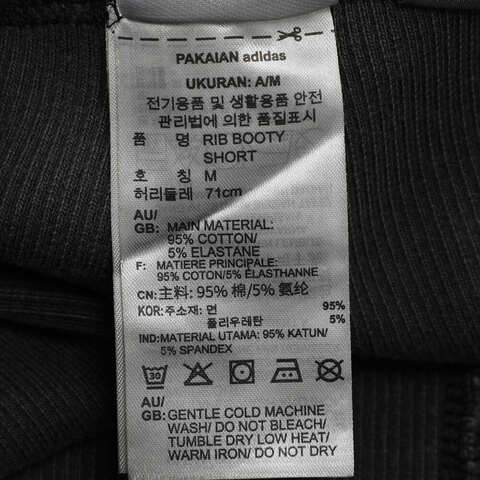 PAKAIAN adidas
UKURAN: A/M
전기용품 및 생활용품 안전
관리법에 의한 품질표시
품 명 RIB BOOTY
SHORT
호 칭 M
허리둘레 71cm
AU/
GB: MAIN MATERIAL:
95% COTTON/
5% ELASTANE
F: MATIERE PRINCIPALE:
95% COTON/5% ÉLASTHANNE
CN: 主料: 95% 棉/5% 氨纶
KOR: 주소재: 면 95%
폴리우레탄 5%
IND: MATERIAL UTAMA: 95% KATUN/
5% SPANDEX
30
AU/
GB: GENTLE COLD MACHINE
WASH/ DO NOT BLEACH/
TUMBLE DRY LOW HEAT/
WARM IRON/ DO NOT DRY